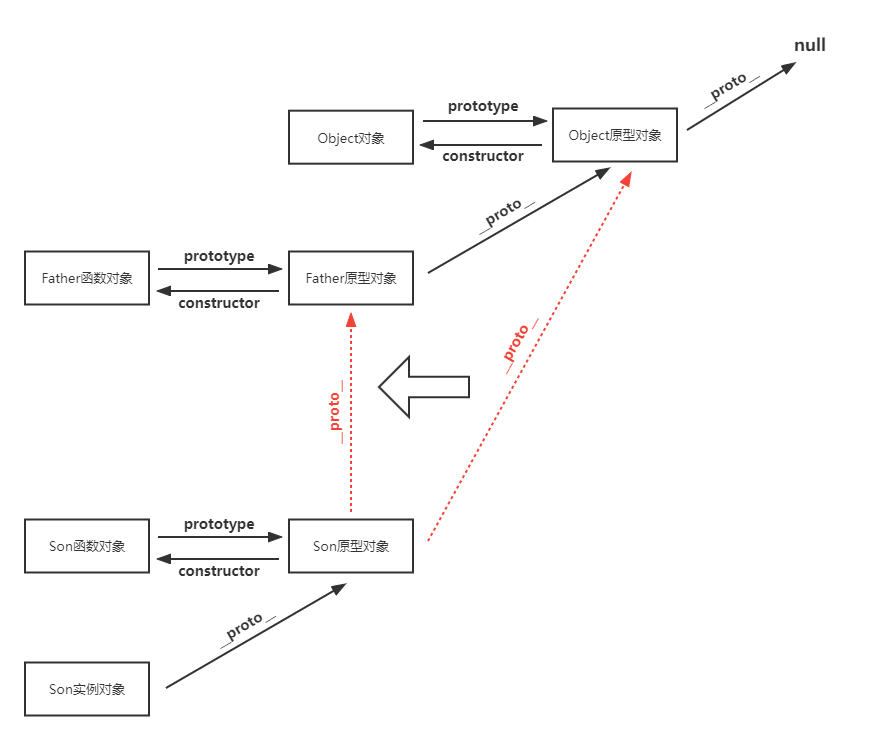 null
__proto__
prototype
Object对象
Object原型对象
constructor
__proto__
prototype
Father函数对象
Father原型对象
constructor
__proto__
__proto__
prototype
Son函数对象
Son原型对象
constructor
__proto__
Son实例对象